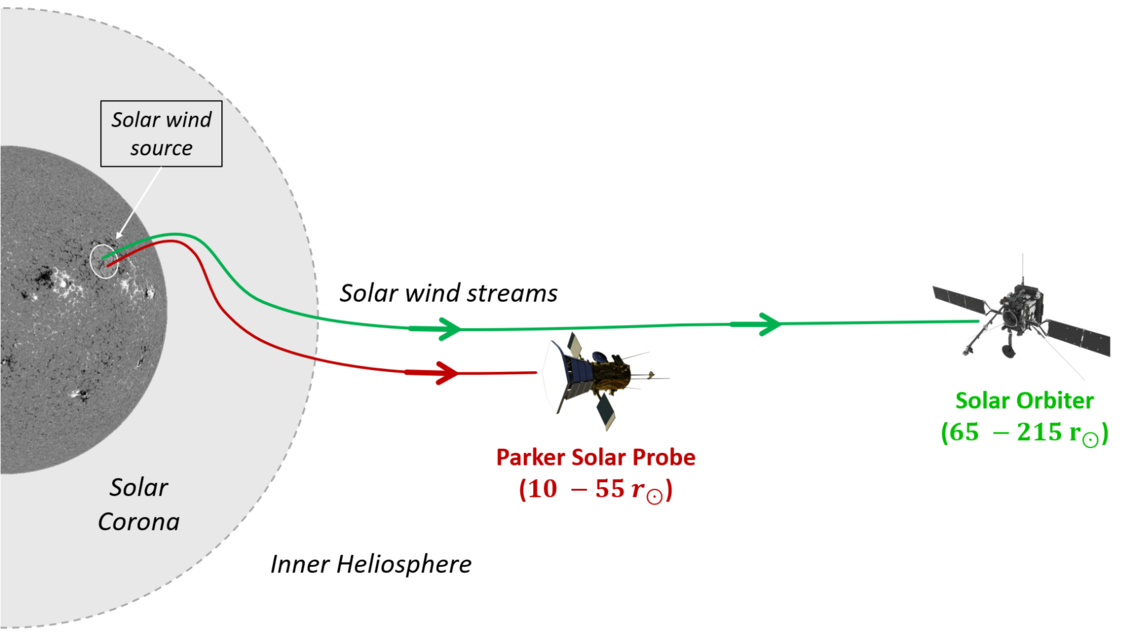 Solar wind
source
Solar wind streams
Solar Orbiter
(65 – 215 r☉)
Parker Solar Probe
(10 – 55 r☉)
Solar
Corona
Inner Heliosphere